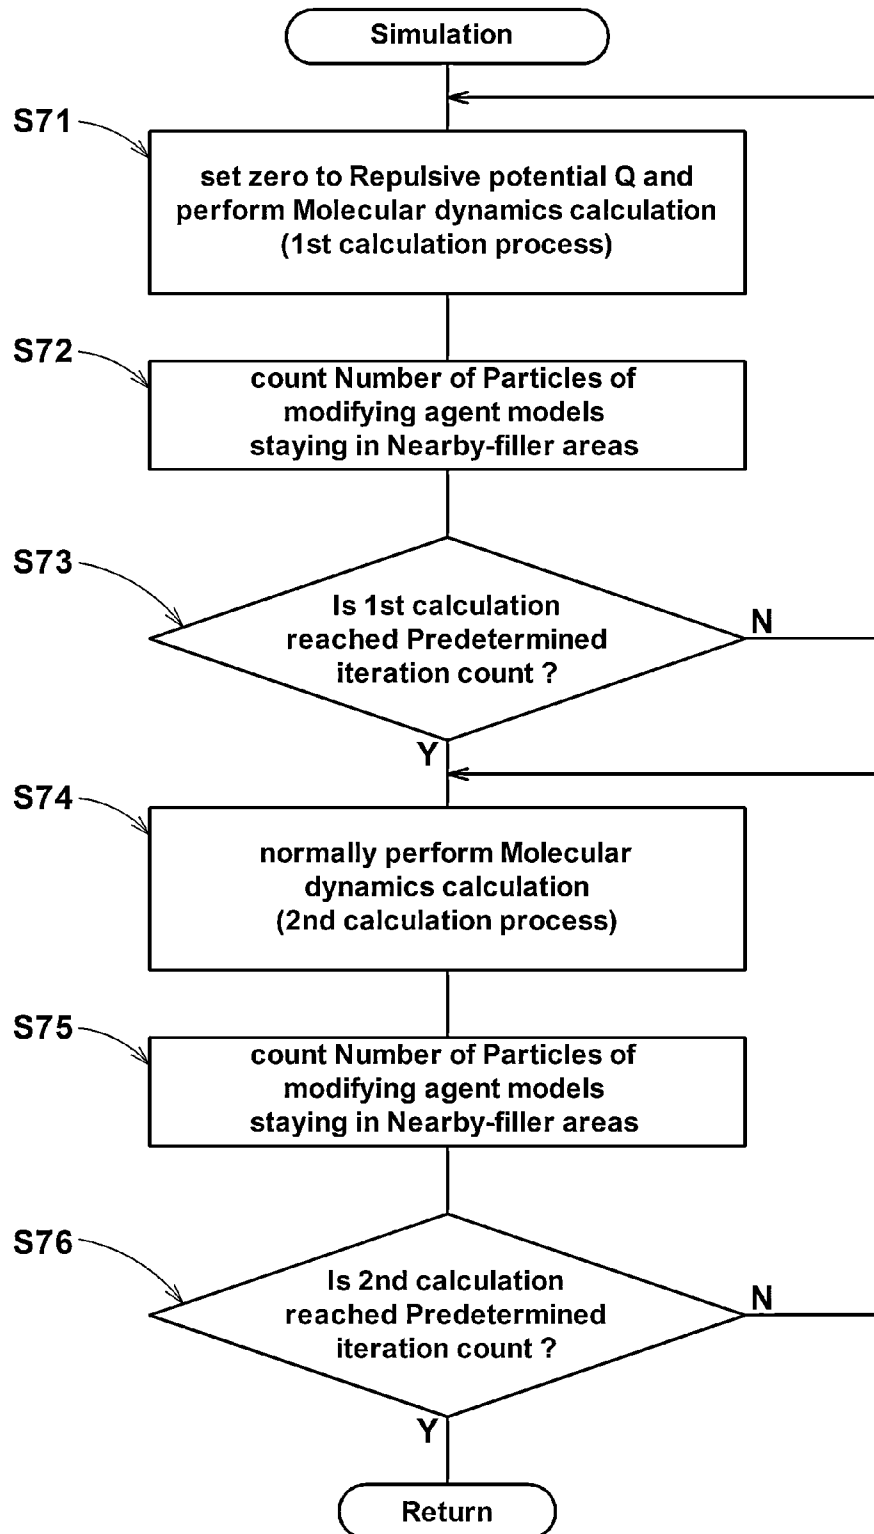 Simulation
S71
set zero to Repulsive potential Q and
perform Molecular dynamics calculation
(1st calculation process)
S72
count Number of Particles of
modifying agent models
staying in Nearby-filler areas
S73
Is 1st calculation
reached Predetermined
iteration count ?
N
Y
S74
normally perform Molecular
dynamics calculation
(2nd calculation process)
S75
count Number of Particles of
modifying agent models
staying in Nearby-filler areas
S76
Is 2nd calculation
reached Predetermined
iteration count ?
N
Y
Return